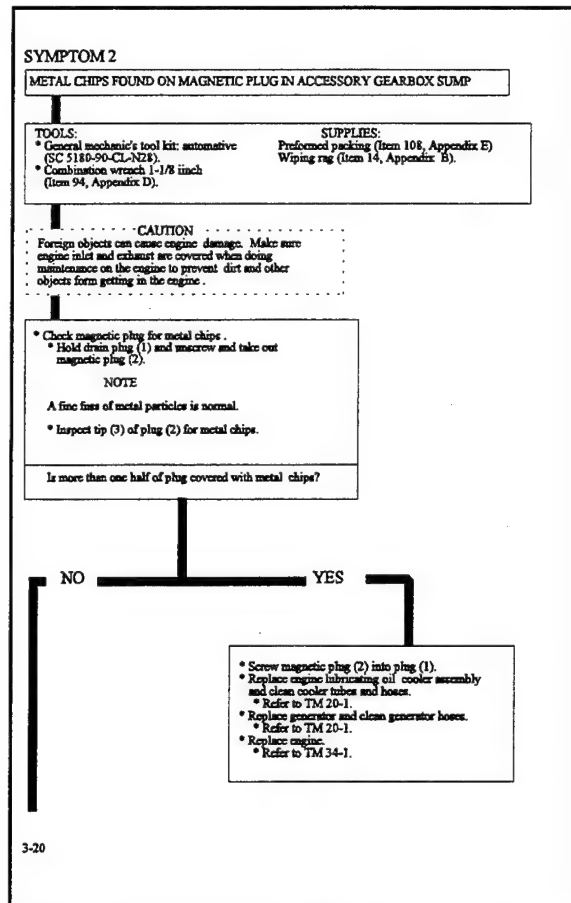 SYMPTOM 2
METAL CHIPS FOUND ON MAGNETIC PLUG IN ACCESSORY GEARBOX SUMP
TOOLS:
* General mechanic's tool kit: automative
(SC 5180-90-CL-N28).
* Combination wrench 1-1/8 iinch
(Item 94, Appendix D).
SUPPLIES:
Preformed packing (Item 108, Appendix E)
Wiping rag (Item 14, Appendix B).
CAUTION
Foreign objects can cause engine damage. Make sure
engine inlet and exhaust are covered when doing
maintenance on the engine to prevent dirt and other
objects form getting in the engine .
* Check magnetic plug for metal chips .
* Hold drain plug (1) and unscrew and take out
magnetic plug (2).
NOTE
A fine fuss of metal particles is normal.
* Inspect tip (3) of plug (2) for metal chips.
Is more than one half of plug covered with metal chips?
NO
YES
* Screw magnetic plug (2) into plug (1).
* Replace engine lubricating oil cooler assembly
and clean cooler tubes and hoses.
* Refer to TM 20-1.
* Replace generator and clean generator hoses.
* Refer to TM 20-1.
* Replace engine.
* Refer to TM 34-1.
3-20